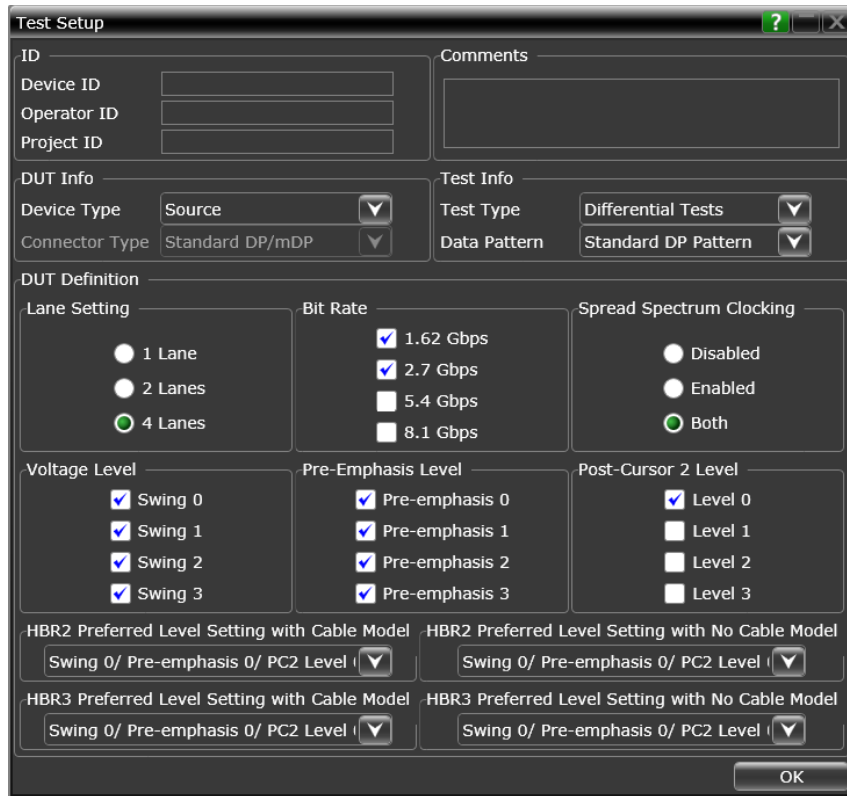 Test Setup
?
ID
Comments
Device ID
Operator ID
Project ID
DUT Info
Test Info
Device Type Source
Test Type Differential Tests
Connector Type Standard DP/mDP
Data Pattern Standard DP Pattern
DUT Definition
Lane Setting
Bit Rate
Spread Spectrum Clocking
1 Lane
2 Lanes
4 Lanes
1.62 Gbps
2.7 Gbps
5.4 Gbps
8.1 Gbps
Disabled
Enabled
Both
Voltage Level
Pre-Emphasis Level
Post-Cursor 2 Level
Swing 0
Swing 1
Swing 2
Swing 3
Pre-emphasis 0
Pre-emphasis 1
Pre-emphasis 2
Pre-emphasis 3
Level 0
Level 1
Level 2
Level 3
HBR2 Preferred Level Setting with Cable Model
Swing 0/ Pre-emphasis 0/ PC2 Level
HBR2 Preferred Level Setting with No Cable Model
Swing 0/ Pre-emphasis 0/ PC2 Level
HBR3 Preferred Level Setting with Cable Model
Swing 0/ Pre-emphasis 0/ PC2 Level
HBR3 Preferred Level Setting with No Cable Model
Swing 0/ Pre-emphasis 0/ PC2 Level
OK